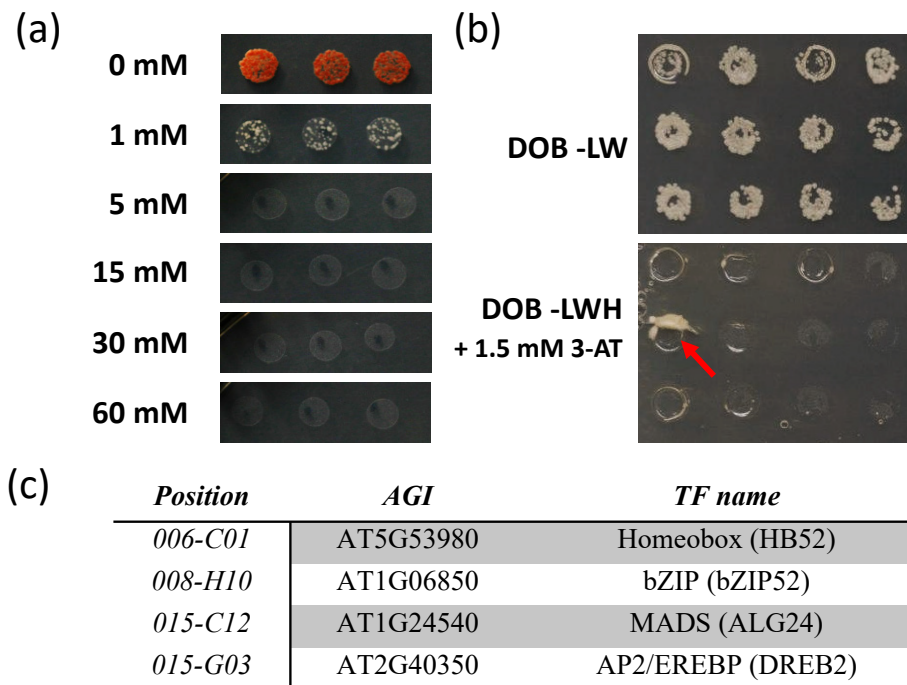 (a)
0 mM
1 mM
5 mM
15 mM
30 mM
60 mM
(b)
DOB -LW
DOB -LWH
+ 1.5 mM 3-AT
(c)
Position AGI TF name
006-C01 AT5G53980 Homeobox (HB52)
008-H10 AT1G06850 bZIP (bZIP52)
015-C12 AT1G24540 MADS (ALG24)
015-G03 AT2G40350 AP2/EREBP (DREB2)